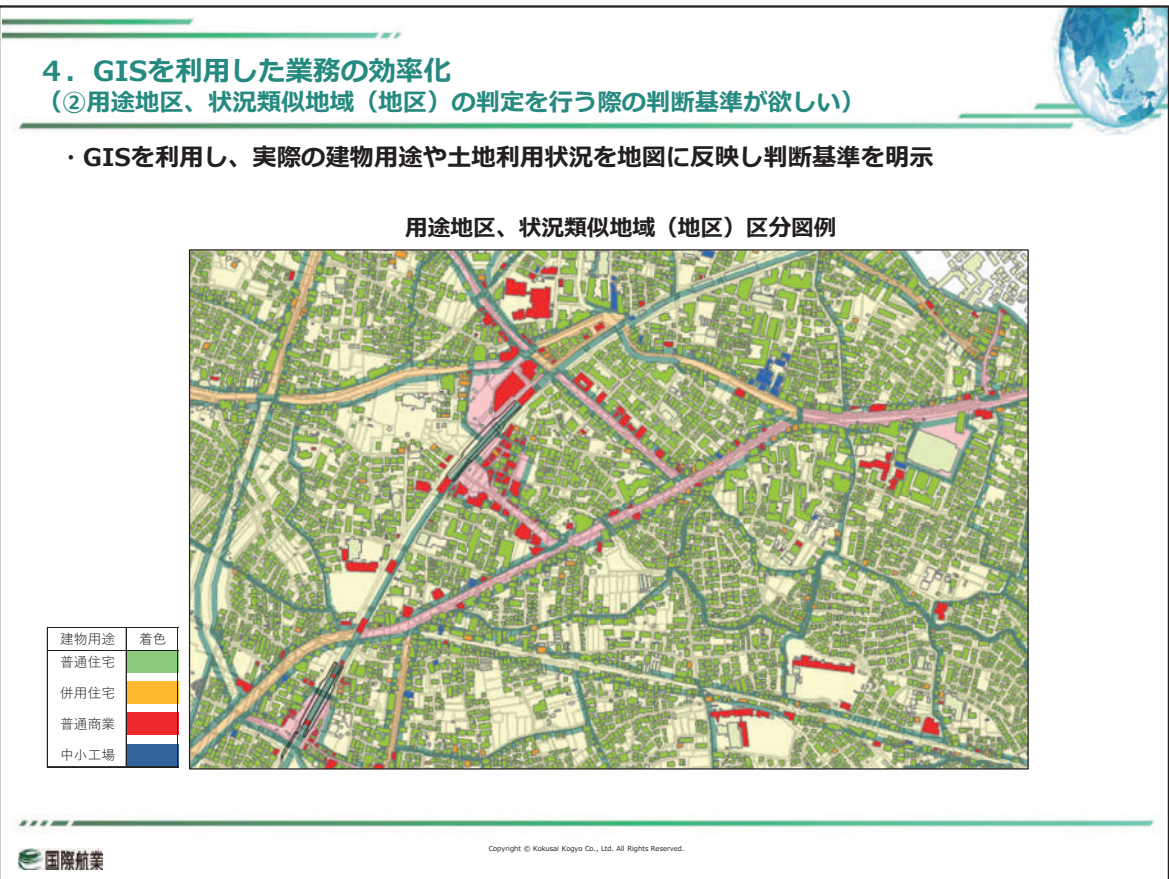 ４．GISを利用した業務の効率化
（②用途地区、状況類似地域（地区）の判定を行う際の判断基準が欲しい）
・GISを利用し、実際の建物用途や土地利用状況を地図に反映し判断基準を明示
用途地区、状況類似地域（地区）区分図例
建物用途 着色
普通住宅
併用住宅
普通商業
中小工場
国際航業
Copyright © Kokusai Kogyo Co., Ltd. All Rights Reserved.